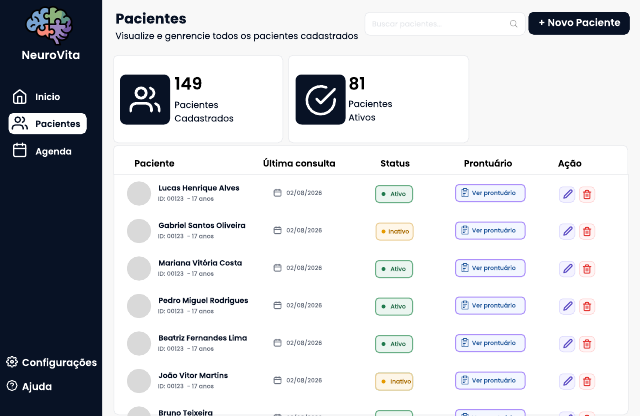 NeuroVita
Inicio
Pacientes
Agenda
Configurações
Ajuda
Pacientes
Visualize e genrencie todos os pacientes cadastrados
Buscar paciente...
+ Novo Paciente
149
Pacientes
Cadastrados
81
Pacientes
Ativos
Paciente Última consulta Status Prontuário Ação
Lucas Henrique Alves
ID: 00123 - 17 anos
02/08/2026 Ativo Ver prontuário
Gabriel Santos Oliveira
ID: 00123 - 17 anos
02/08/2026 Inativo Ver prontuário
Mariana Vitória Costa
ID: 00123 - 17 anos
02/08/2026 Ativo Ver prontuário
Pedro Miguel Rodrigues
ID: 00123 - 17 anos
02/08/2026 Ativo Ver prontuário
Beatriz Fernandes Lima
ID: 00123 - 17 anos
02/08/2026 Ativo Ver prontuário
João Vitor Martins
ID: 00123 - 17 anos
02/08/2026 Inativo Ver prontuário
Bruno Teixeira
Ativo Ver prontuário